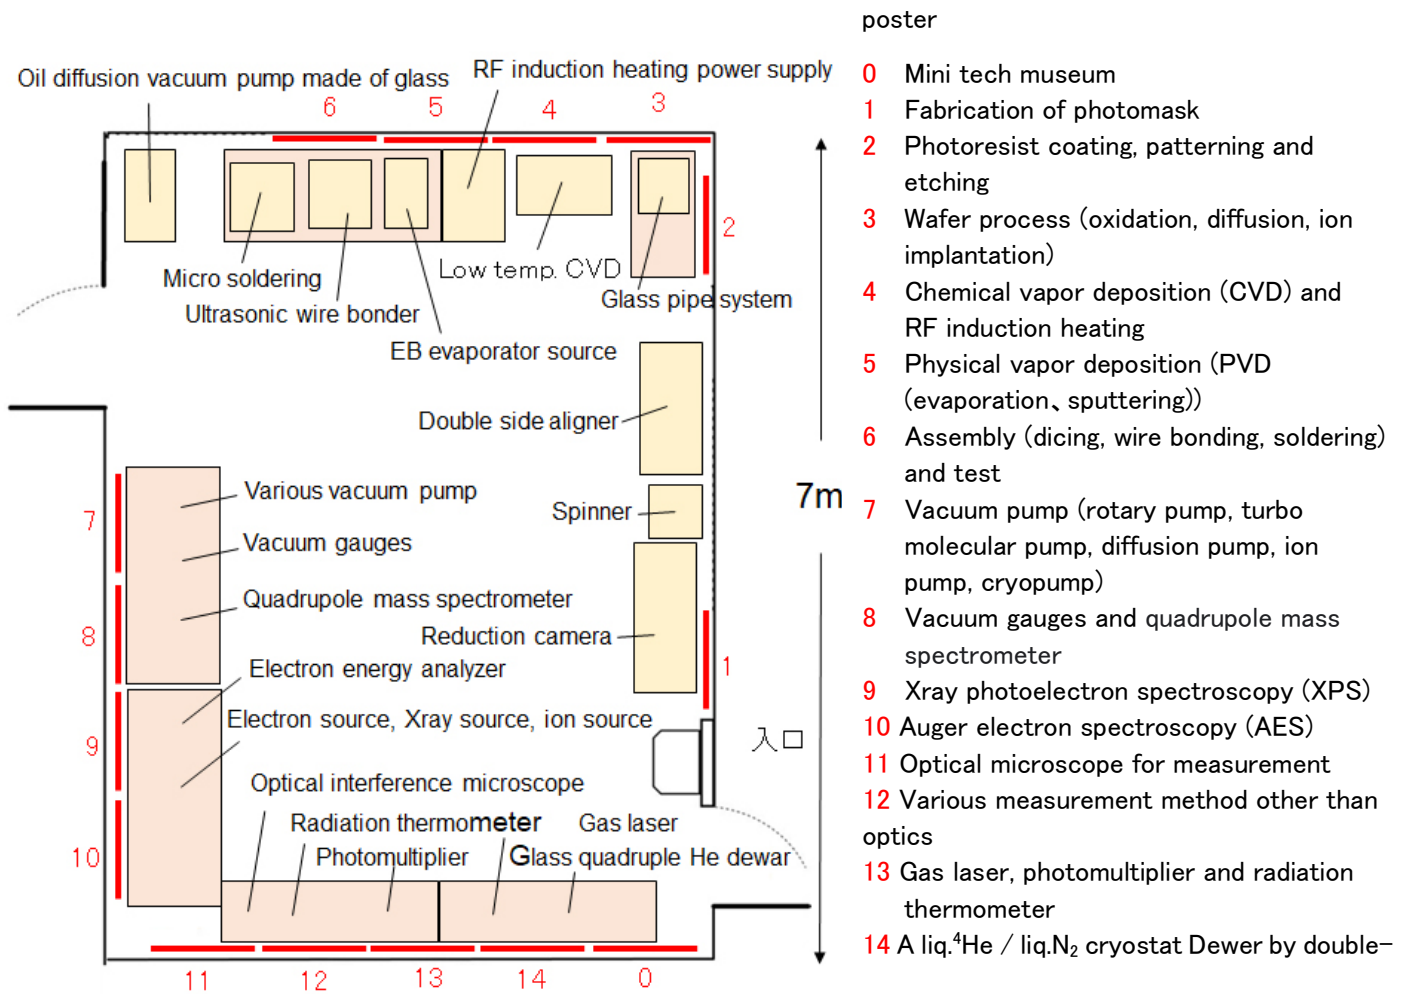 poster
Oil diffusion vacuum pump made of glass
RF induction heating power supply
6
5
4
3
2
Micro soldering
Ultrasonic wire bonder
EB evaporator source
Low temp. CVD
Glass pipe system
Double side aligner
Spinner
Reduction camera
7m
1
入口
7
8
9
10
Various vacuum pump
Vacuum gauges
Quadrupole mass spectrometer
Electron energy analyzer
Electron source, Xray source, ion source
Optical interference microscope
Radiation thermometer
Gas laser
Photomultiplier
Glass quadruple He dewar
11
12
13
14
0
0 Mini tech museum
1 Fabrication of photomask
2 Photoresist coating, patterning and
etching
3 Wafer process (oxidation, diffusion, ion
implantation)
4 Chemical vapor deposition (CVD) and
RF induction heating
5 Physical vapor deposition (PVD
(evaporation、sputtering))
6 Assembly (dicing, wire bonding, soldering)
and test
7 Vacuum pump (rotary pump, turbo
molecular pump, diffusion pump, ion
pump, cryopump)
8 Vacuum gauges and quadrupole mass
spectrometer
9 Xray photoelectron spectroscopy (XPS)
10 Auger electron spectroscopy (AES)
11 Optical microscope for measurement
12 Various measurement method other than
optics
13 Gas laser, photomultiplier and radiation
thermometer
14 A liq.⁴He / liq.N₂ cryostat Dewer by double-